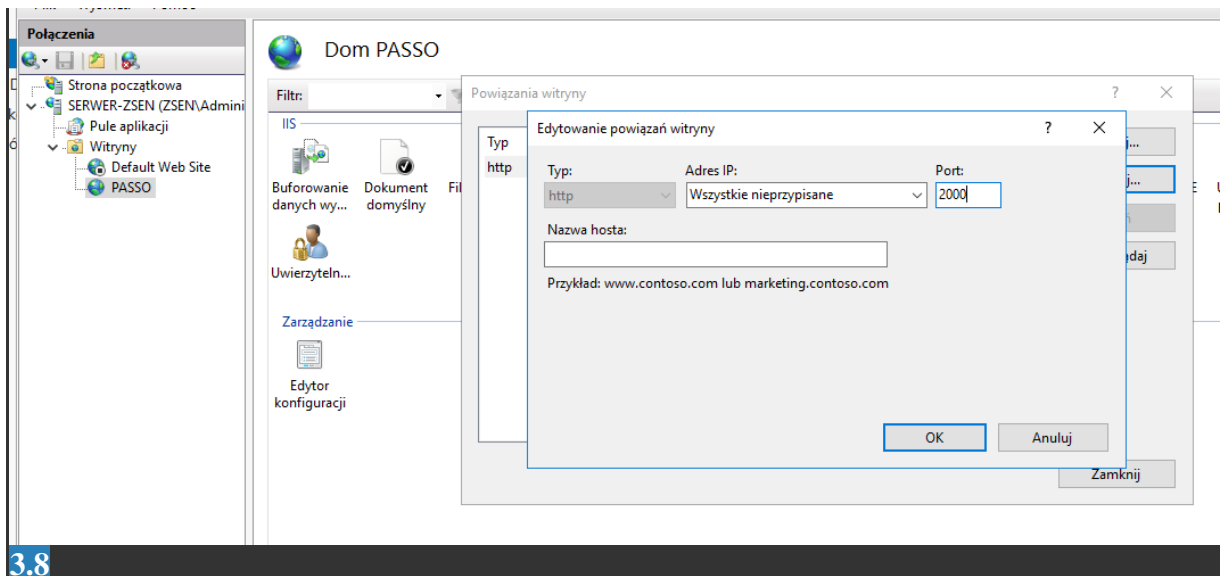 Połączenia
Strona początkowa
SERWER-ZSEN (ZSEN\Admini
Pule aplikacji
Witryny
Default Web Site
PASSO
Dom PASSO
Filtr:
IIS
Buforowanie
danych wy...
Dokument
domyślny
Fil
Uwierzyteln...
Zarządzanie
Edytor
konfiguracji
Powiązania witryny
?
Typ
http
j...
j...
ń
ądaj
Zamknij
Edytowanie powiązań witryny
?
Typ:
Adres IP:
Port:
http
Wszystkie nieprzypisane
2000
Nazwa hosta:
Przykład: www.contoso.com lub marketing.contoso.com
OK
Anuluj
3.8